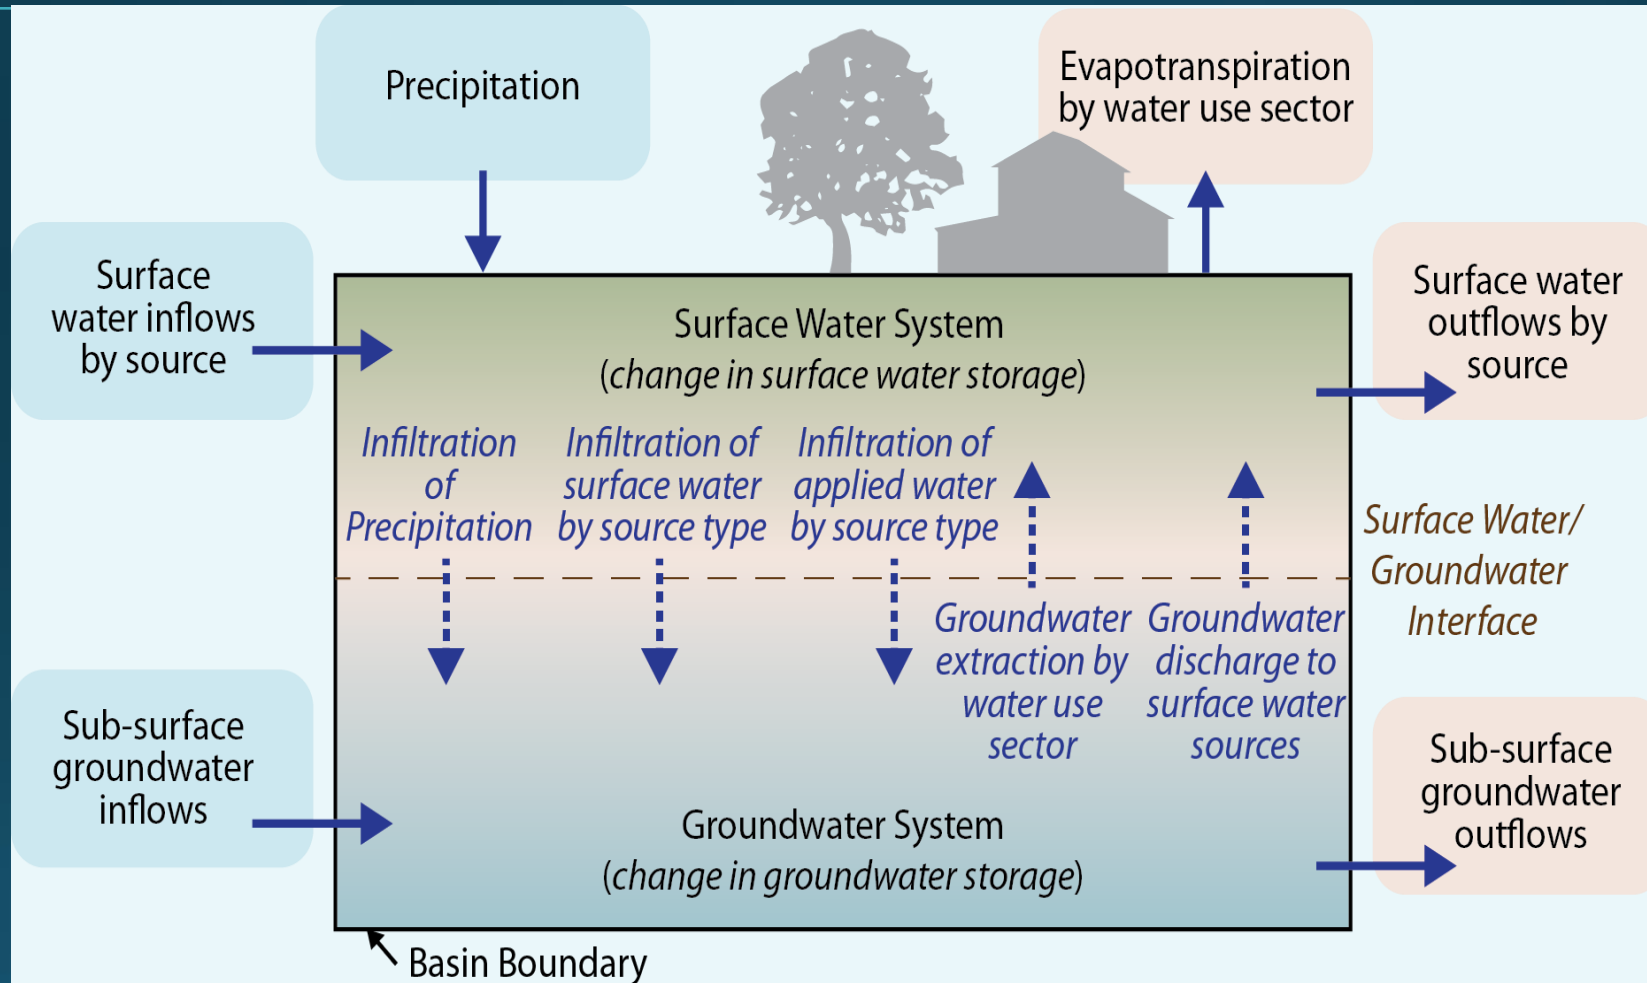 Precipitation
Evapotranspiration
by water use sector
Surface
water inflows
by source
Surface Water System
(change in surface water storage)
Surface water
outflows by
source
Infiltration
of
Precipitation
Infiltration of
surface water
by source type
Infiltration of
applied water
by source type
Surface Water/
Groundwater
Interface
Groundwater
extraction by
water use
sector
Groundwater
discharge to
surface water
sources
Sub-surface
groundwater
inflows
Groundwater System
(change in groundwater storage)
Sub-surface
groundwater
outflows
Basin Boundary